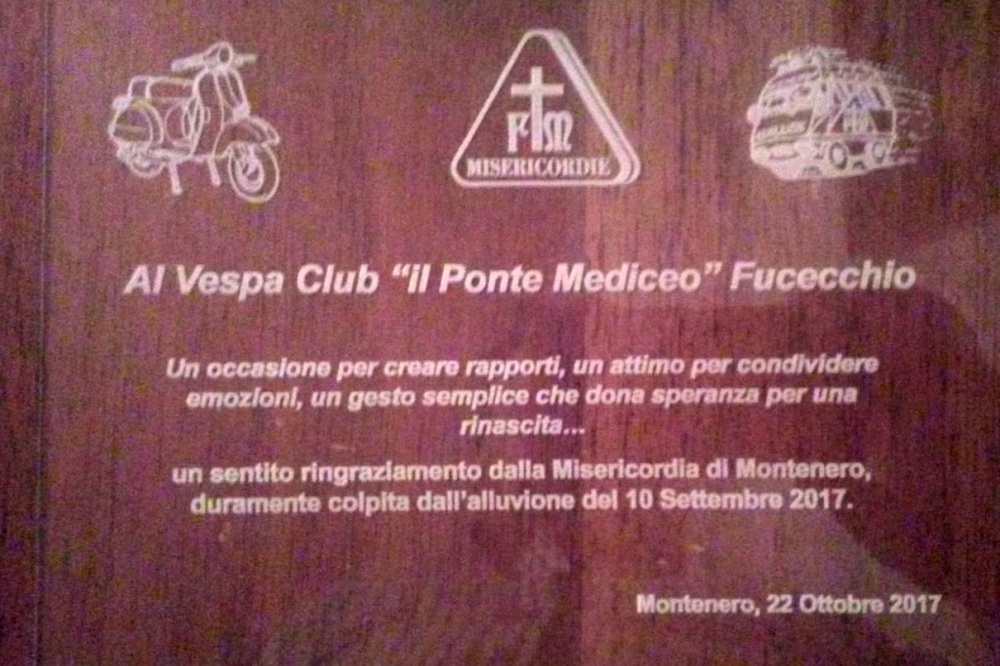 F M
MISERICORDIE
Al Vespa Club “il Ponte Mediceo” Fucecchio
Un occasione per creare rapporti, un attimo per condividere
emozioni, un gesto semplice che dona speranza per una
rinascita...
un sentito ringraziamento dalla Misericordia di Montenero,
duramente colpita dall'alluvione del 10 Settembre 2017.
Montenero, 22 Ottobre 2017